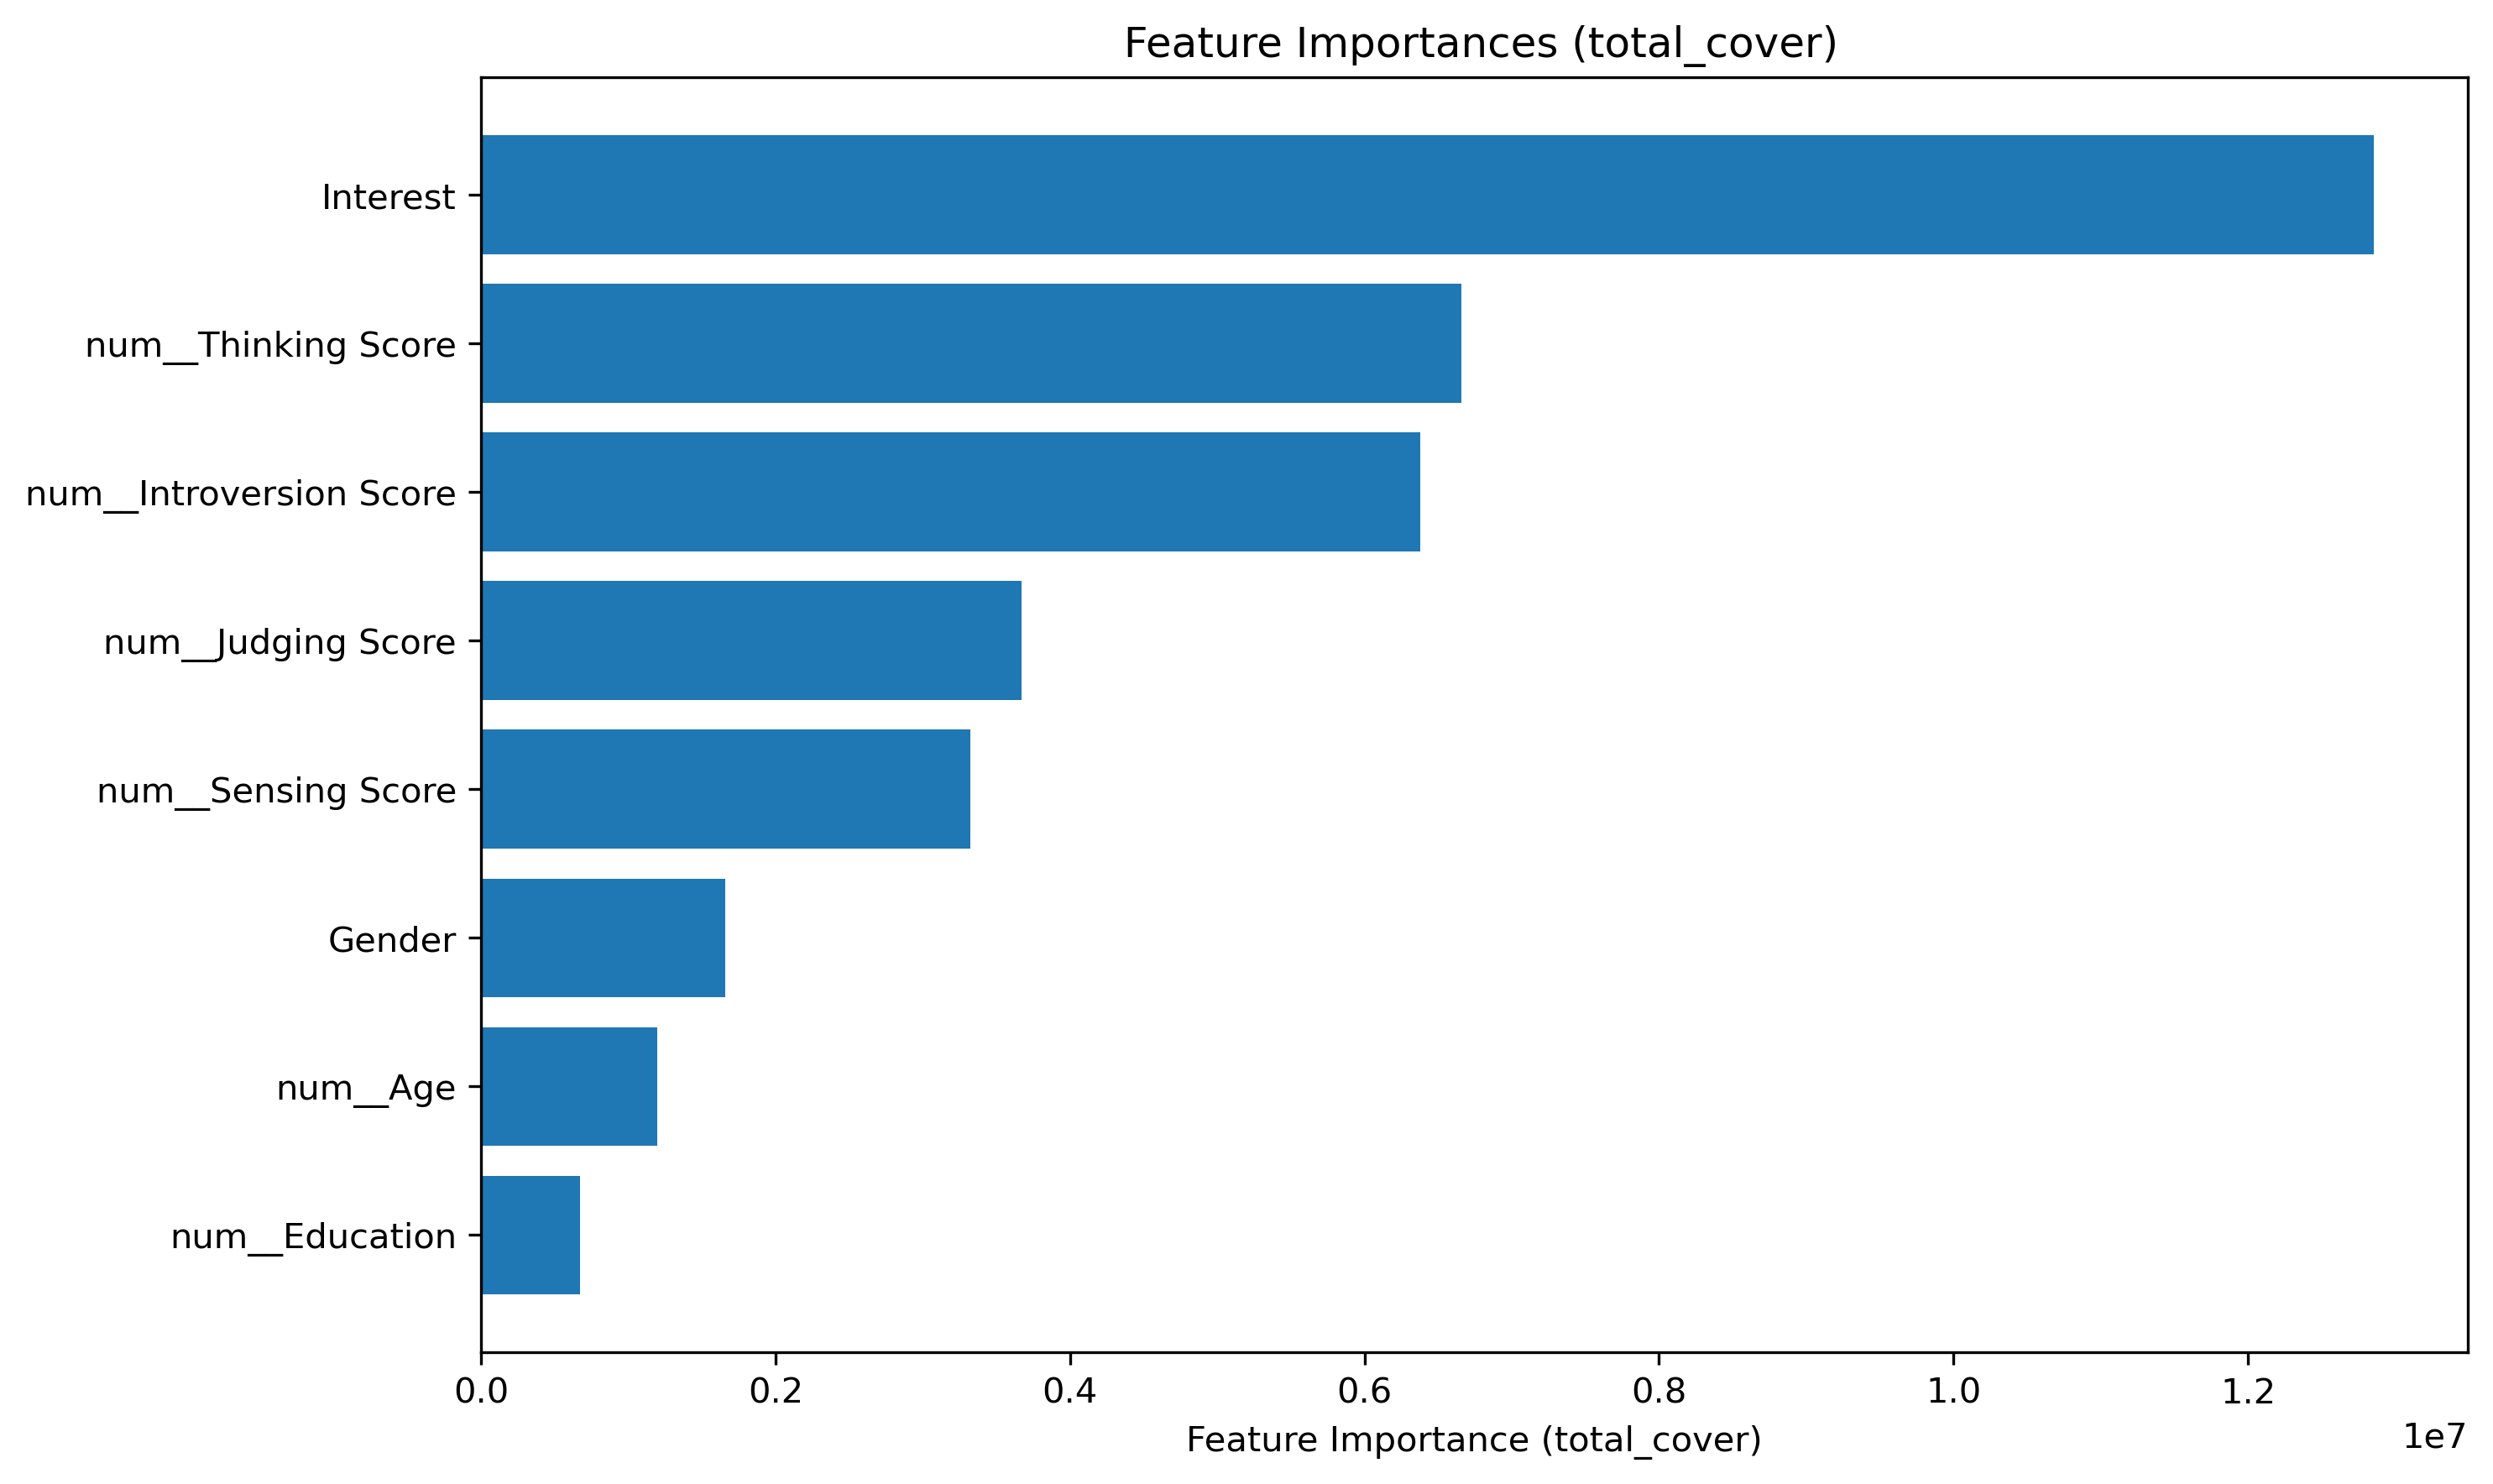 Feature Importances (total_cover)
Interest
num__Thinking Score
num__Introversion Score
num__Judging Score
num__Sensing Score
Gender
num__Age
num__Education
0.0 0.2 0.4 0.6 0.8 1.0 1.2
1e7
Feature Importance (total_cover)